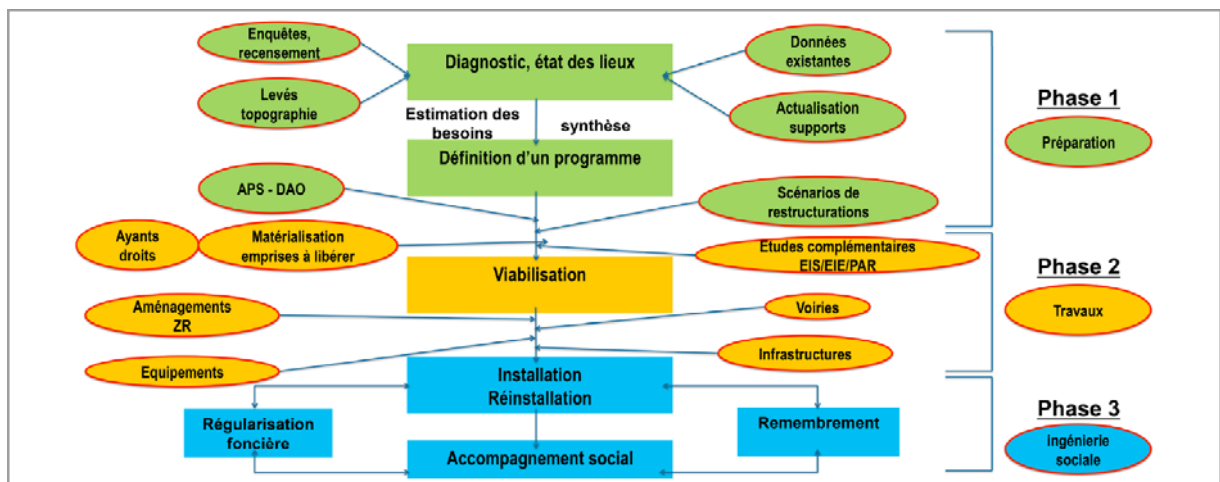 Enquêtes,
recensement
Diagnostic, état des lieux
Données
existantes
Levés
topographie
Actualisation
supports
Phase 1
Préparation
Estimation des
besoins
synthèse
Définition d'un programme
APS - DAO
Scénarios de
restructurations
Ayants
droits
Matérialisation
emprises à libérer
Etudes complémentaires
EIS/EIE/PAR
Viabilisation
Phase 2
Travaux
Aménagements
ZR
Voiries
Equipements
Infrastructures
Installation
Réinstallation
Régularisation
foncière
Remembrement
Accompagnement social
Phase 3
ingénierie
sociale